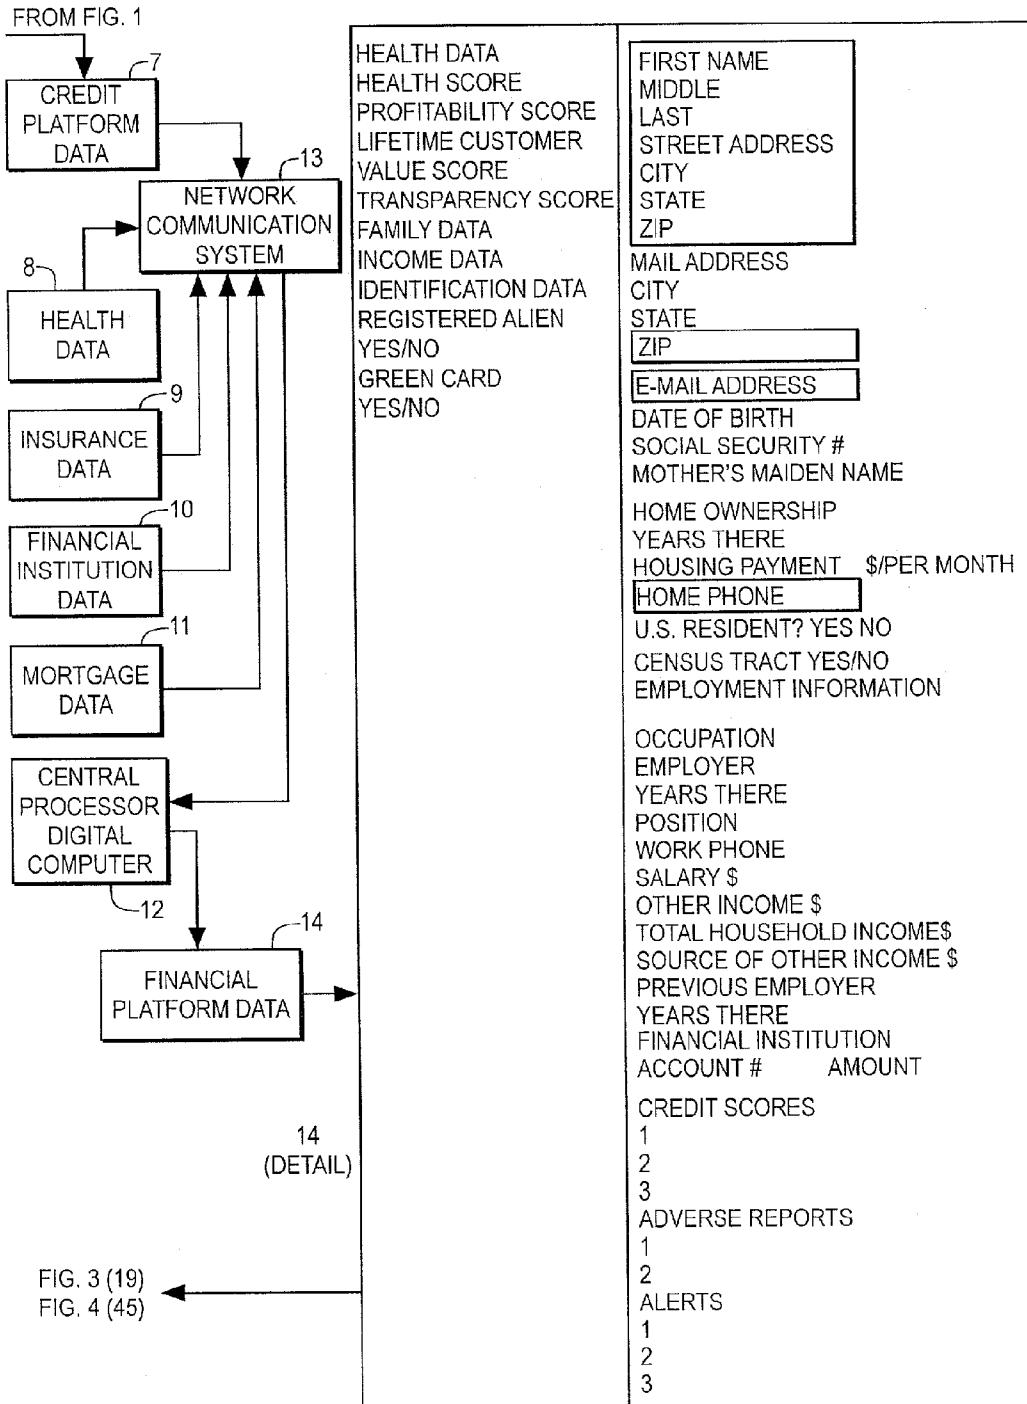 FROM FIG. 1
7
CREDIT
PLATFORM
DATA
13
NETWORK
COMMUNICATION
SYSTEM
8
HEALTH
DATA
9
INSURANCE
DATA
10
FINANCIAL
INSTITUTION
DATA
11
MORTGAGE
DATA
CENTRAL
PROCESSOR
DIGITAL
COMPUTER
12
14
FINANCIAL
PLATFORM DATA
14
(DETAIL)
FIG. 3 (19)
FIG. 4 (45)
HEALTH DATA
HEALTH SCORE
PROFITABILITY SCORE
LIFETIME CUSTOMER
VALUE SCORE
TRANSPARENCY SCORE
FAMILY DATA
INCOME DATA
IDENTIFICATION DATA
REGISTERED ALIEN
YES/NO
GREEN CARD
YES/NO
FIRST NAME
MIDDLE
LAST
STREET ADDRESS
CITY
STATE
ZIP
MAIL ADDRESS
CITY
STATE
ZIP
E-MAIL ADDRESS
DATE OF BIRTH
SOCIAL SECURITY #
MOTHER'S MAIDEN NAME
HOME OWNERSHIP
YEARS THERE
HOUSING PAYMENT $/PER MONTH
HOME PHONE
U.S. RESIDENT? YES NO
CENSUS TRACT YES/NO
EMPLOYMENT INFORMATION
OCCUPATION
EMPLOYER
YEARS THERE
POSITION
WORK PHONE
SALARY $
OTHER INCOME $
TOTAL HOUSEHOLD INCOME$
SOURCE OF OTHER INCOME $
PREVIOUS EMPLOYER
YEARS THERE
FINANCIAL INSTITUTION
ACCOUNT # AMOUNT
CREDIT SCORES
1
2
3
ADVERSE REPORTS
1
2
ALERTS
1
2
3